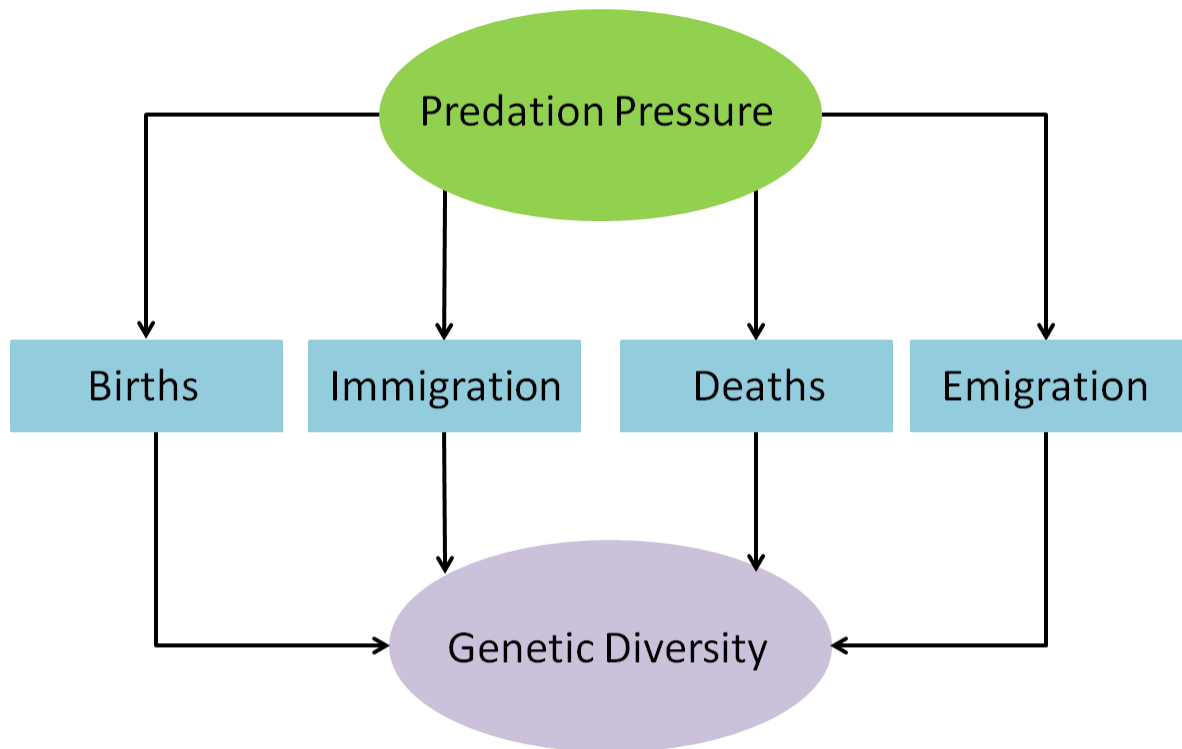 Predation Pressure
Births
Immigration
Deaths
Emigration
Genetic Diversity